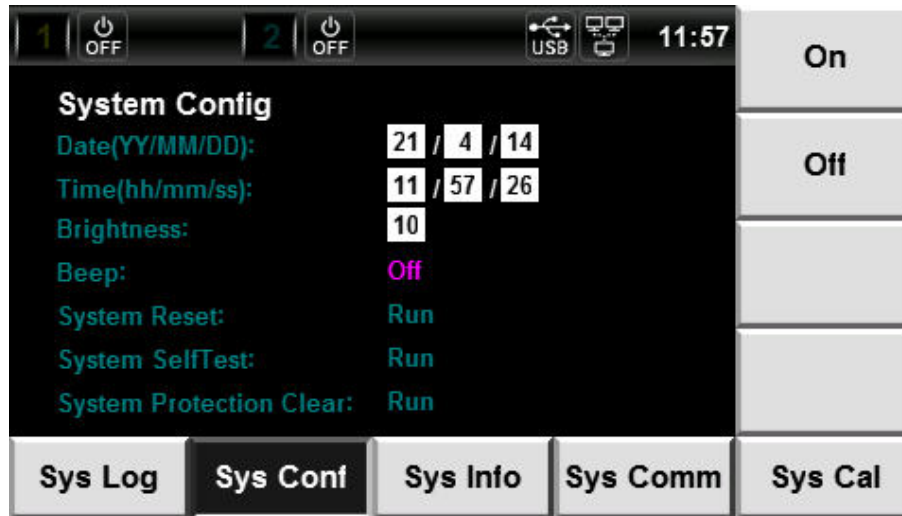 1 OFF 2 OFF USB 11:57
On
System Config
Date(YY/MM/DD): 21 / 4 / 14
Off
Time(hh/mm/ss): 11 / 57 / 26
Brightness: 10
Beep: Off
System Reset: Run
System SelfTest: Run
System Protection Clear: Run
Sys Log Sys Conf Sys Info Sys Comm Sys Cal